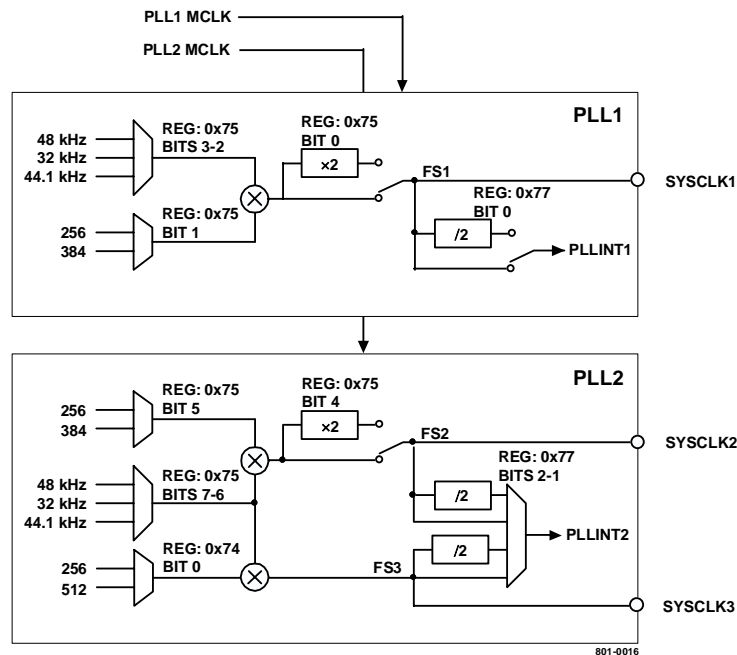 PLL1 MCLK
PLL2 MCLK
PLL1
48 kHz
32 kHz
44.1 kHz
REG: 0x75
BITS 3-2
256
384
REG: 0x75
BIT 1
REG: 0x75
BIT 0
×2
FS1
SYSCLK1
REG: 0x77
BIT 0
/2
PLLINT1
PLL2
256
384
REG: 0x75
BIT 5
48 kHz
32 kHz
44.1 kHz
REG: 0x75
BITS 7-6
256
512
REG: 0x74
BIT 0
REG: 0x75
BIT 4
×2
FS2
SYSCLK2
REG: 0x77
BITS 2-1
/2
/2
PLLINT2
FS3
SYSCLK3
801-0016